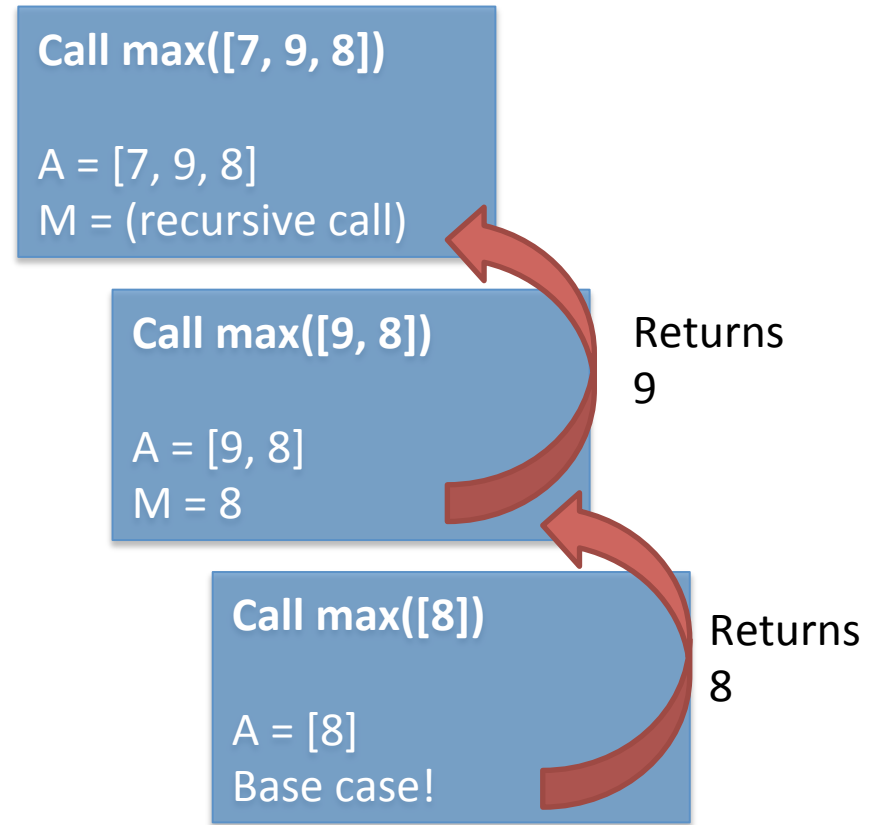 Call max([7, 9, 8])
A = [7, 9, 8]
M = (recursive call)
Call max([9, 8])
A = [9, 8]
M = 8
Returns
9
Call max([8])
A = [8]
Base case!
Returns
8